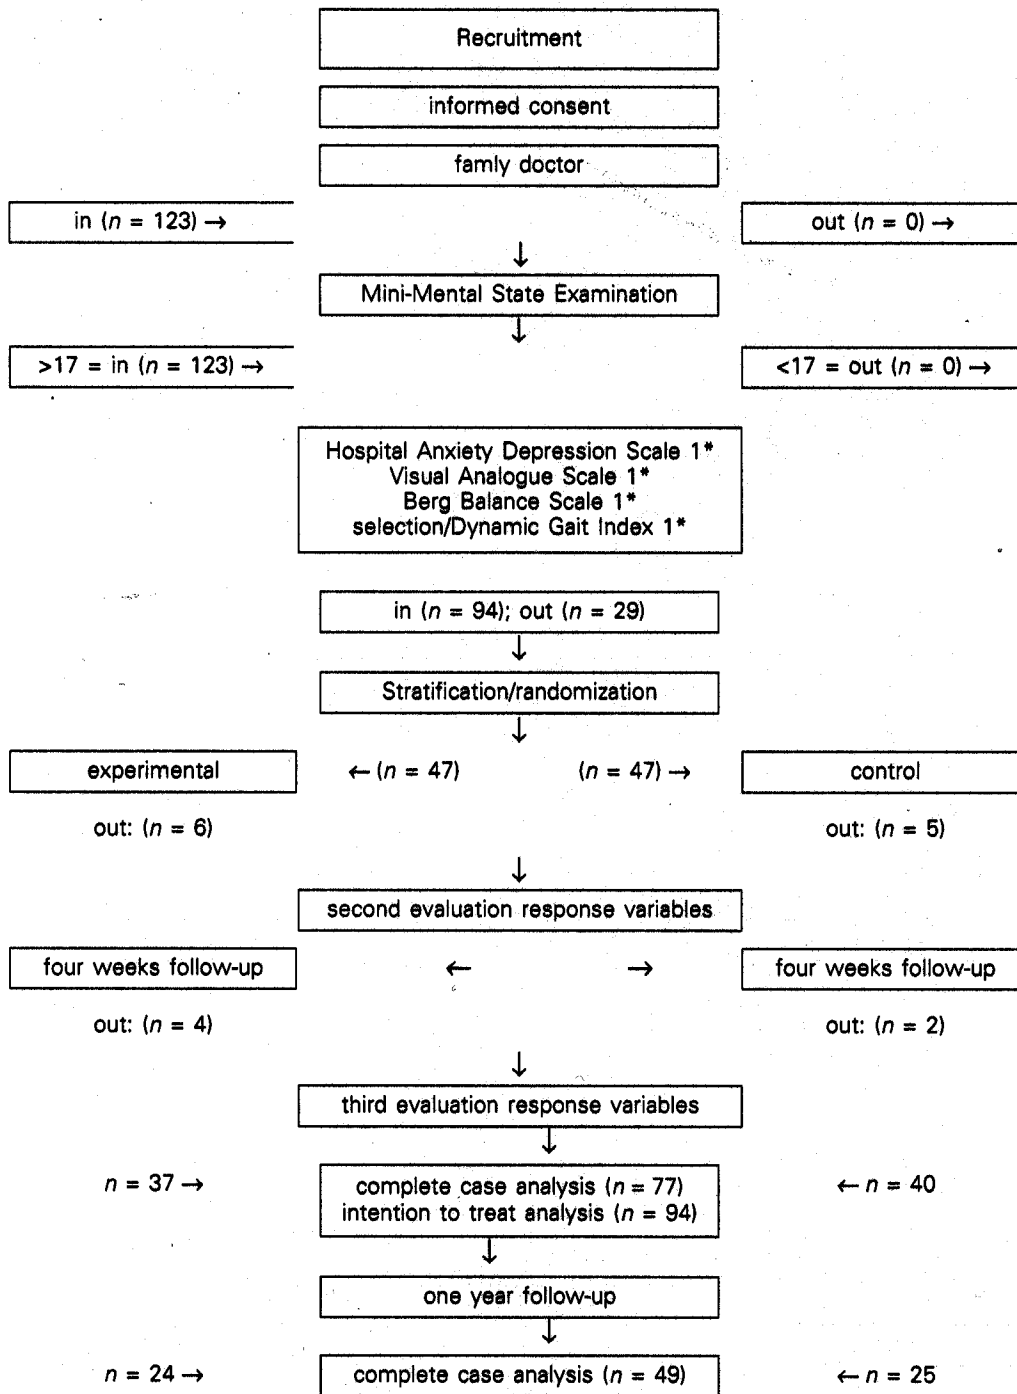 Recruitment
informed consent
famly doctor
in (n = 123) →
out (n = 0) →
↓
Mini-Mental State Examination
↓
>17 = in (n = 123) →
<17 = out (n = 0) →
Hospital Anxiety Depression Scale 1*
Visual Analogue Scale 1*
Berg Balance Scale 1*
selection/Dynamic Gait Index 1*
in (n = 94); out (n = 29)
↓
Stratification/randomization
↓
experimental
← (n = 47)
(n = 47) →
control
out: (n = 6)
out: (n = 5)
↓
second evaluation response variables
four weeks follow-up
←
→
four weeks follow-up
out: (n = 4)
out: (n = 2)
↓
third evaluation response variables
↓
n = 37 →
complete case analysis (n = 77)
intention to treat analysis (n = 94)
← n = 40
↓
one year follow-up
↓
n = 24 →
complete case analysis (n = 49)
← n = 25